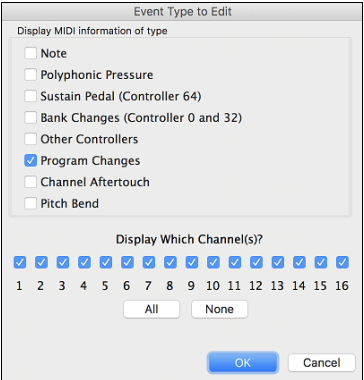 Event Type to Edit
Display MIDI information of type
Note
Polyphonic Pressure
Sustain Pedal (Controller 64)
Bank Changes (Controller 0 and 32)
Other Controllers
Program Changes
Channel Aftertouch
Pitch Bend
Display Which Channel(s)?
1 2 3 4 5 6 7 8 9 10 11 12 13 14 15 16
All None
OK Cancel